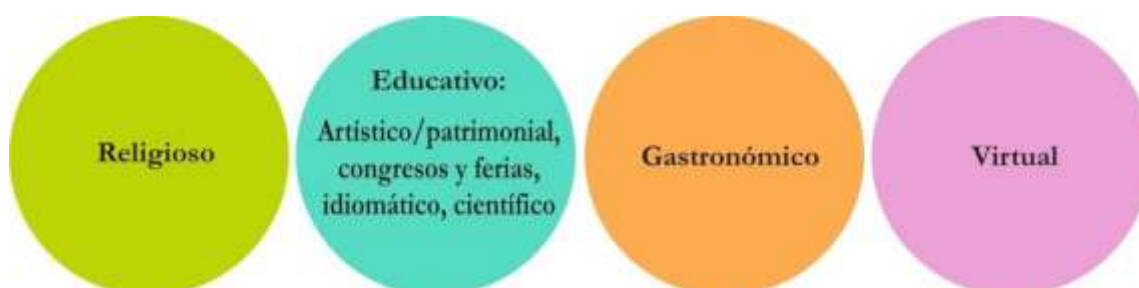 Religioso
Educativo:
Artístico/patrimonial,
congresos y ferias,
idiomático, científico
Gastronómico
Virtual